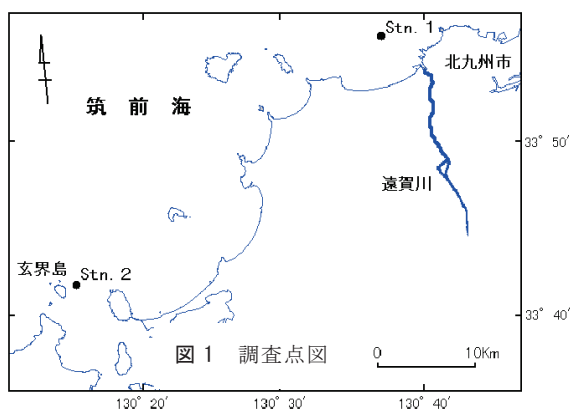 Stn. 1
北九州市
筑 前 海
33° 50′
遠賀川
玄界島
Stn. 2
33° 40′
図 1 調査点図
0 10Km
130° 20′
130° 30′
130° 40′